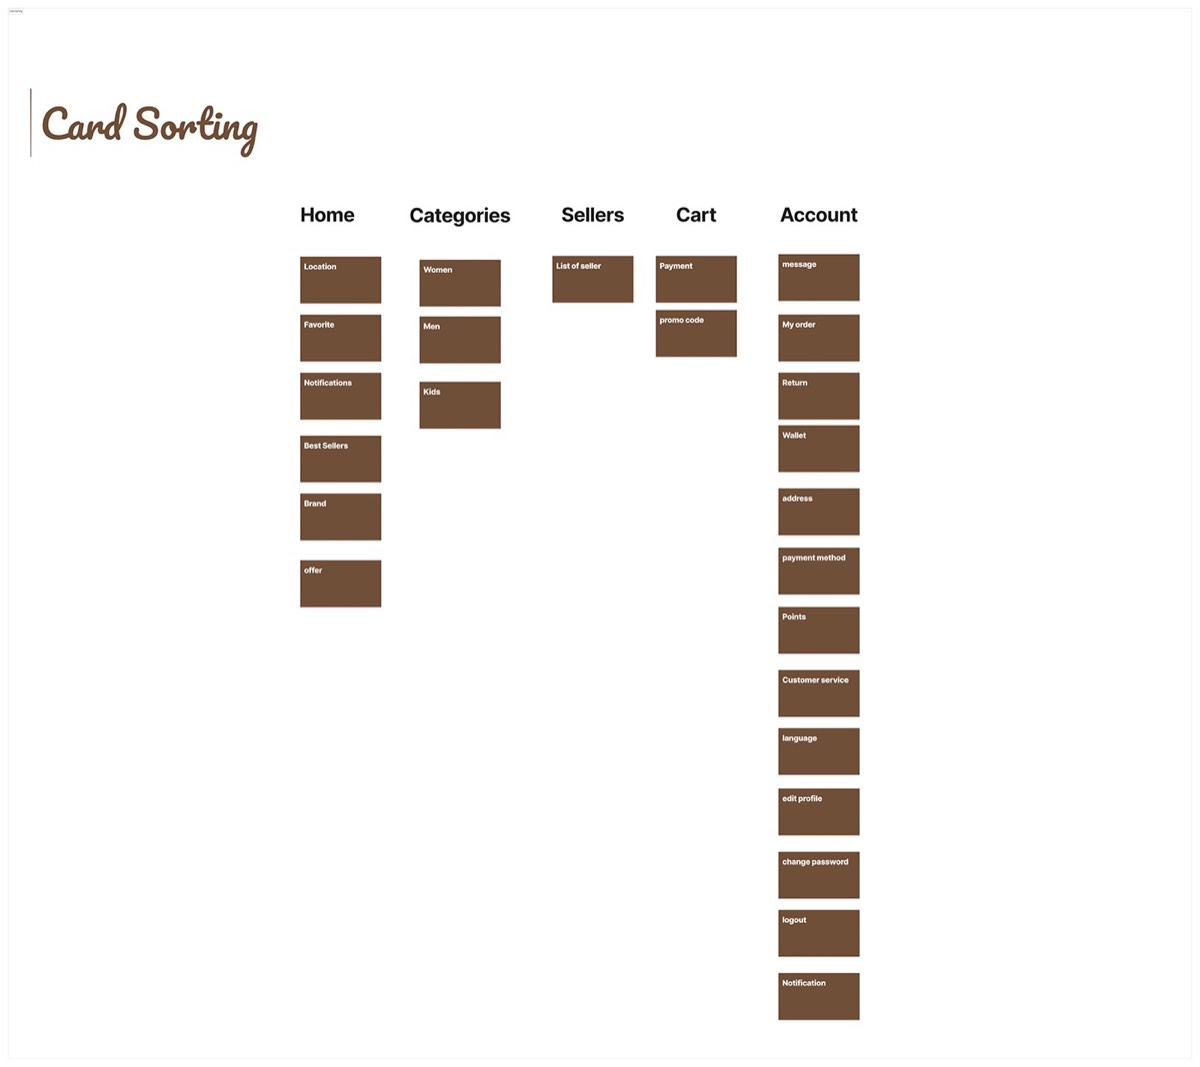 Card Sorting
Home
Location
Favorite
Notifications
Best Sellers
Brand
offer
Categories
Women
Men
Kids
Sellers
List of seller
Cart
Payment
promo code
Account
message
My order
Return
Wallet
address
payment method
Points
Customer service
language
edit profile
change password
logout
Notification